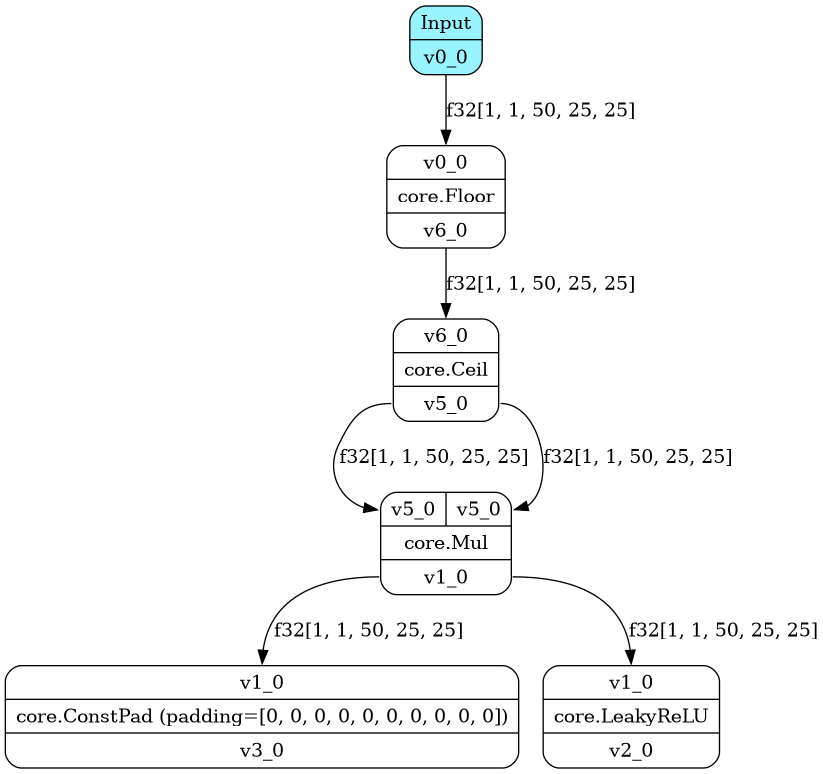 Input
v0_0
f32[1, 1, 50, 25, 25]
v0_0
core.Floor
v6_0
f32[1, 1, 50, 25, 25]
v6_0
core.Ceil
v5_0
f32[1, 1, 50, 25, 25] f32[1, 1, 50, 25, 25]
v5_0 v5_0
core.Mul
v1_0
f32[1, 1, 50, 25, 25] f32[1, 1, 50, 25, 25]
v1_0 v1_0
core.ConstPad (padding=[0, 0, 0, 0, 0, 0, 0, 0, 0, 0]) core.LeakyReLU
v3_0 v2_0